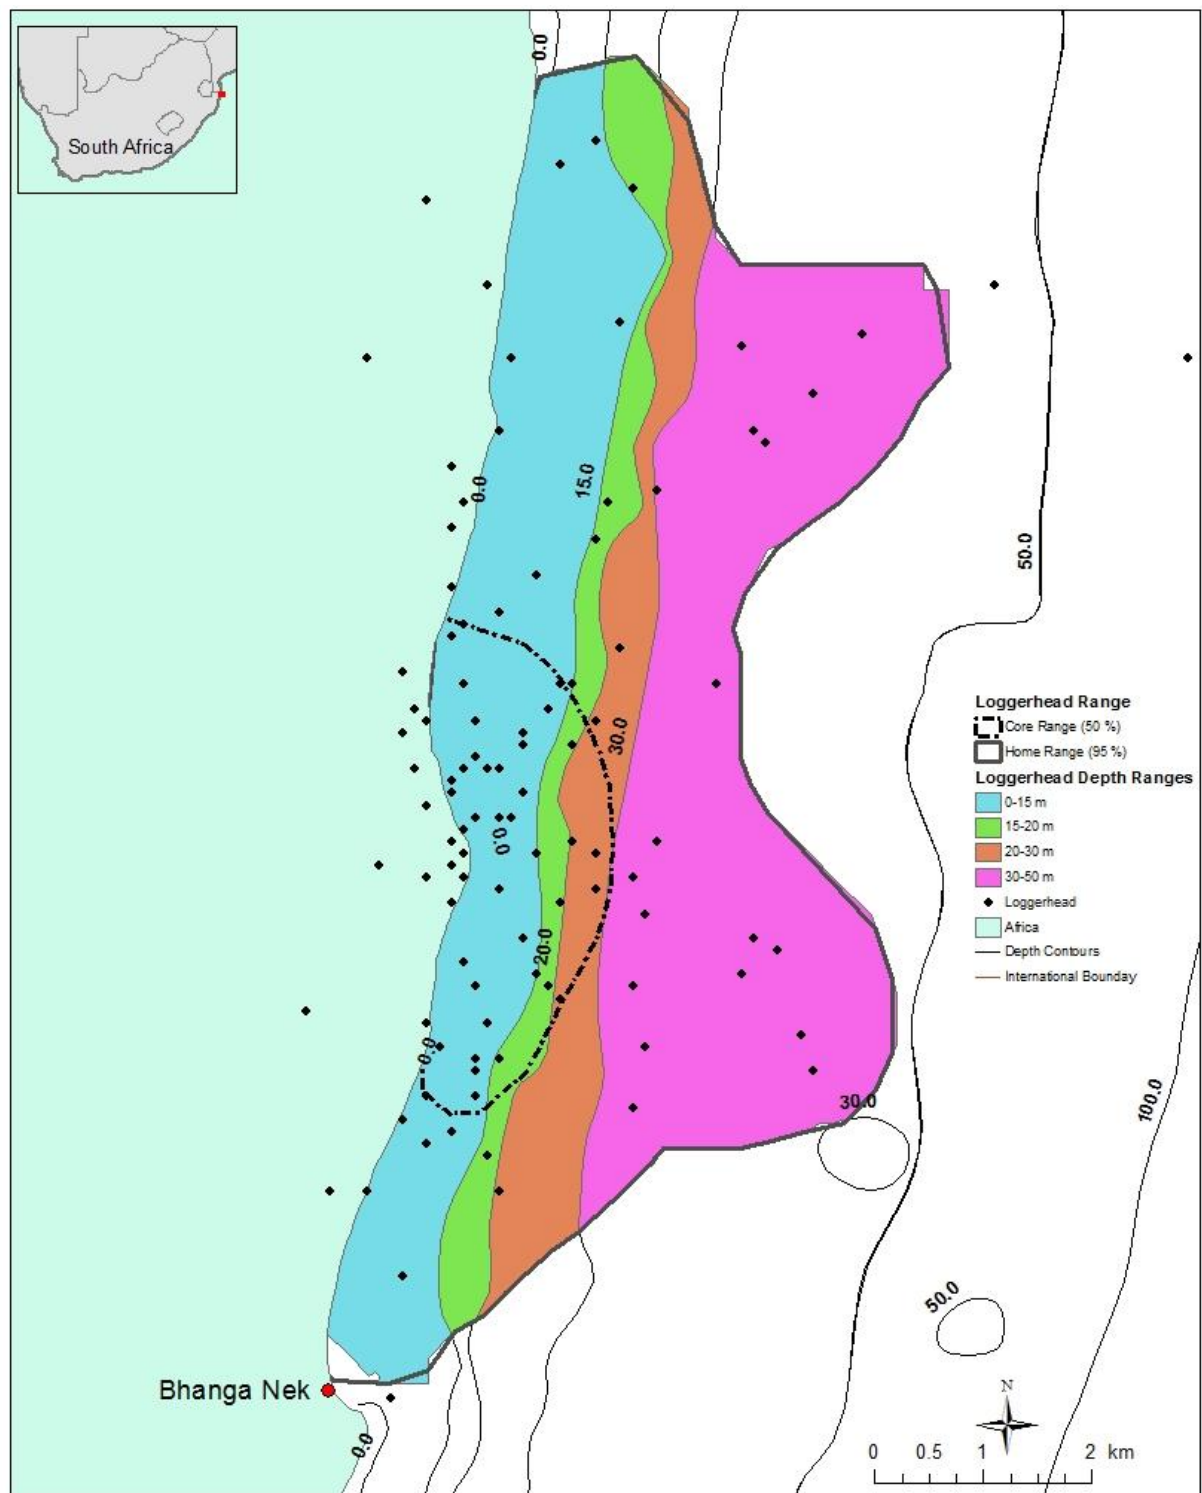 South Africa
0.0
0.0
15.0
50.0
30.0
Loggerhead Range
Core Range (50 %)
Home Range (95 %)
Loggerhead Depth Ranges
0-15 m
15-20 m
20-30 m
30-50 m
Loggerhead
Africa
Depth Contours
International Boundary
0.0
20.0
0.0
30.0
100.0
50.0
Bhanga Nek
0.0
N
0 0.5 1 2 km